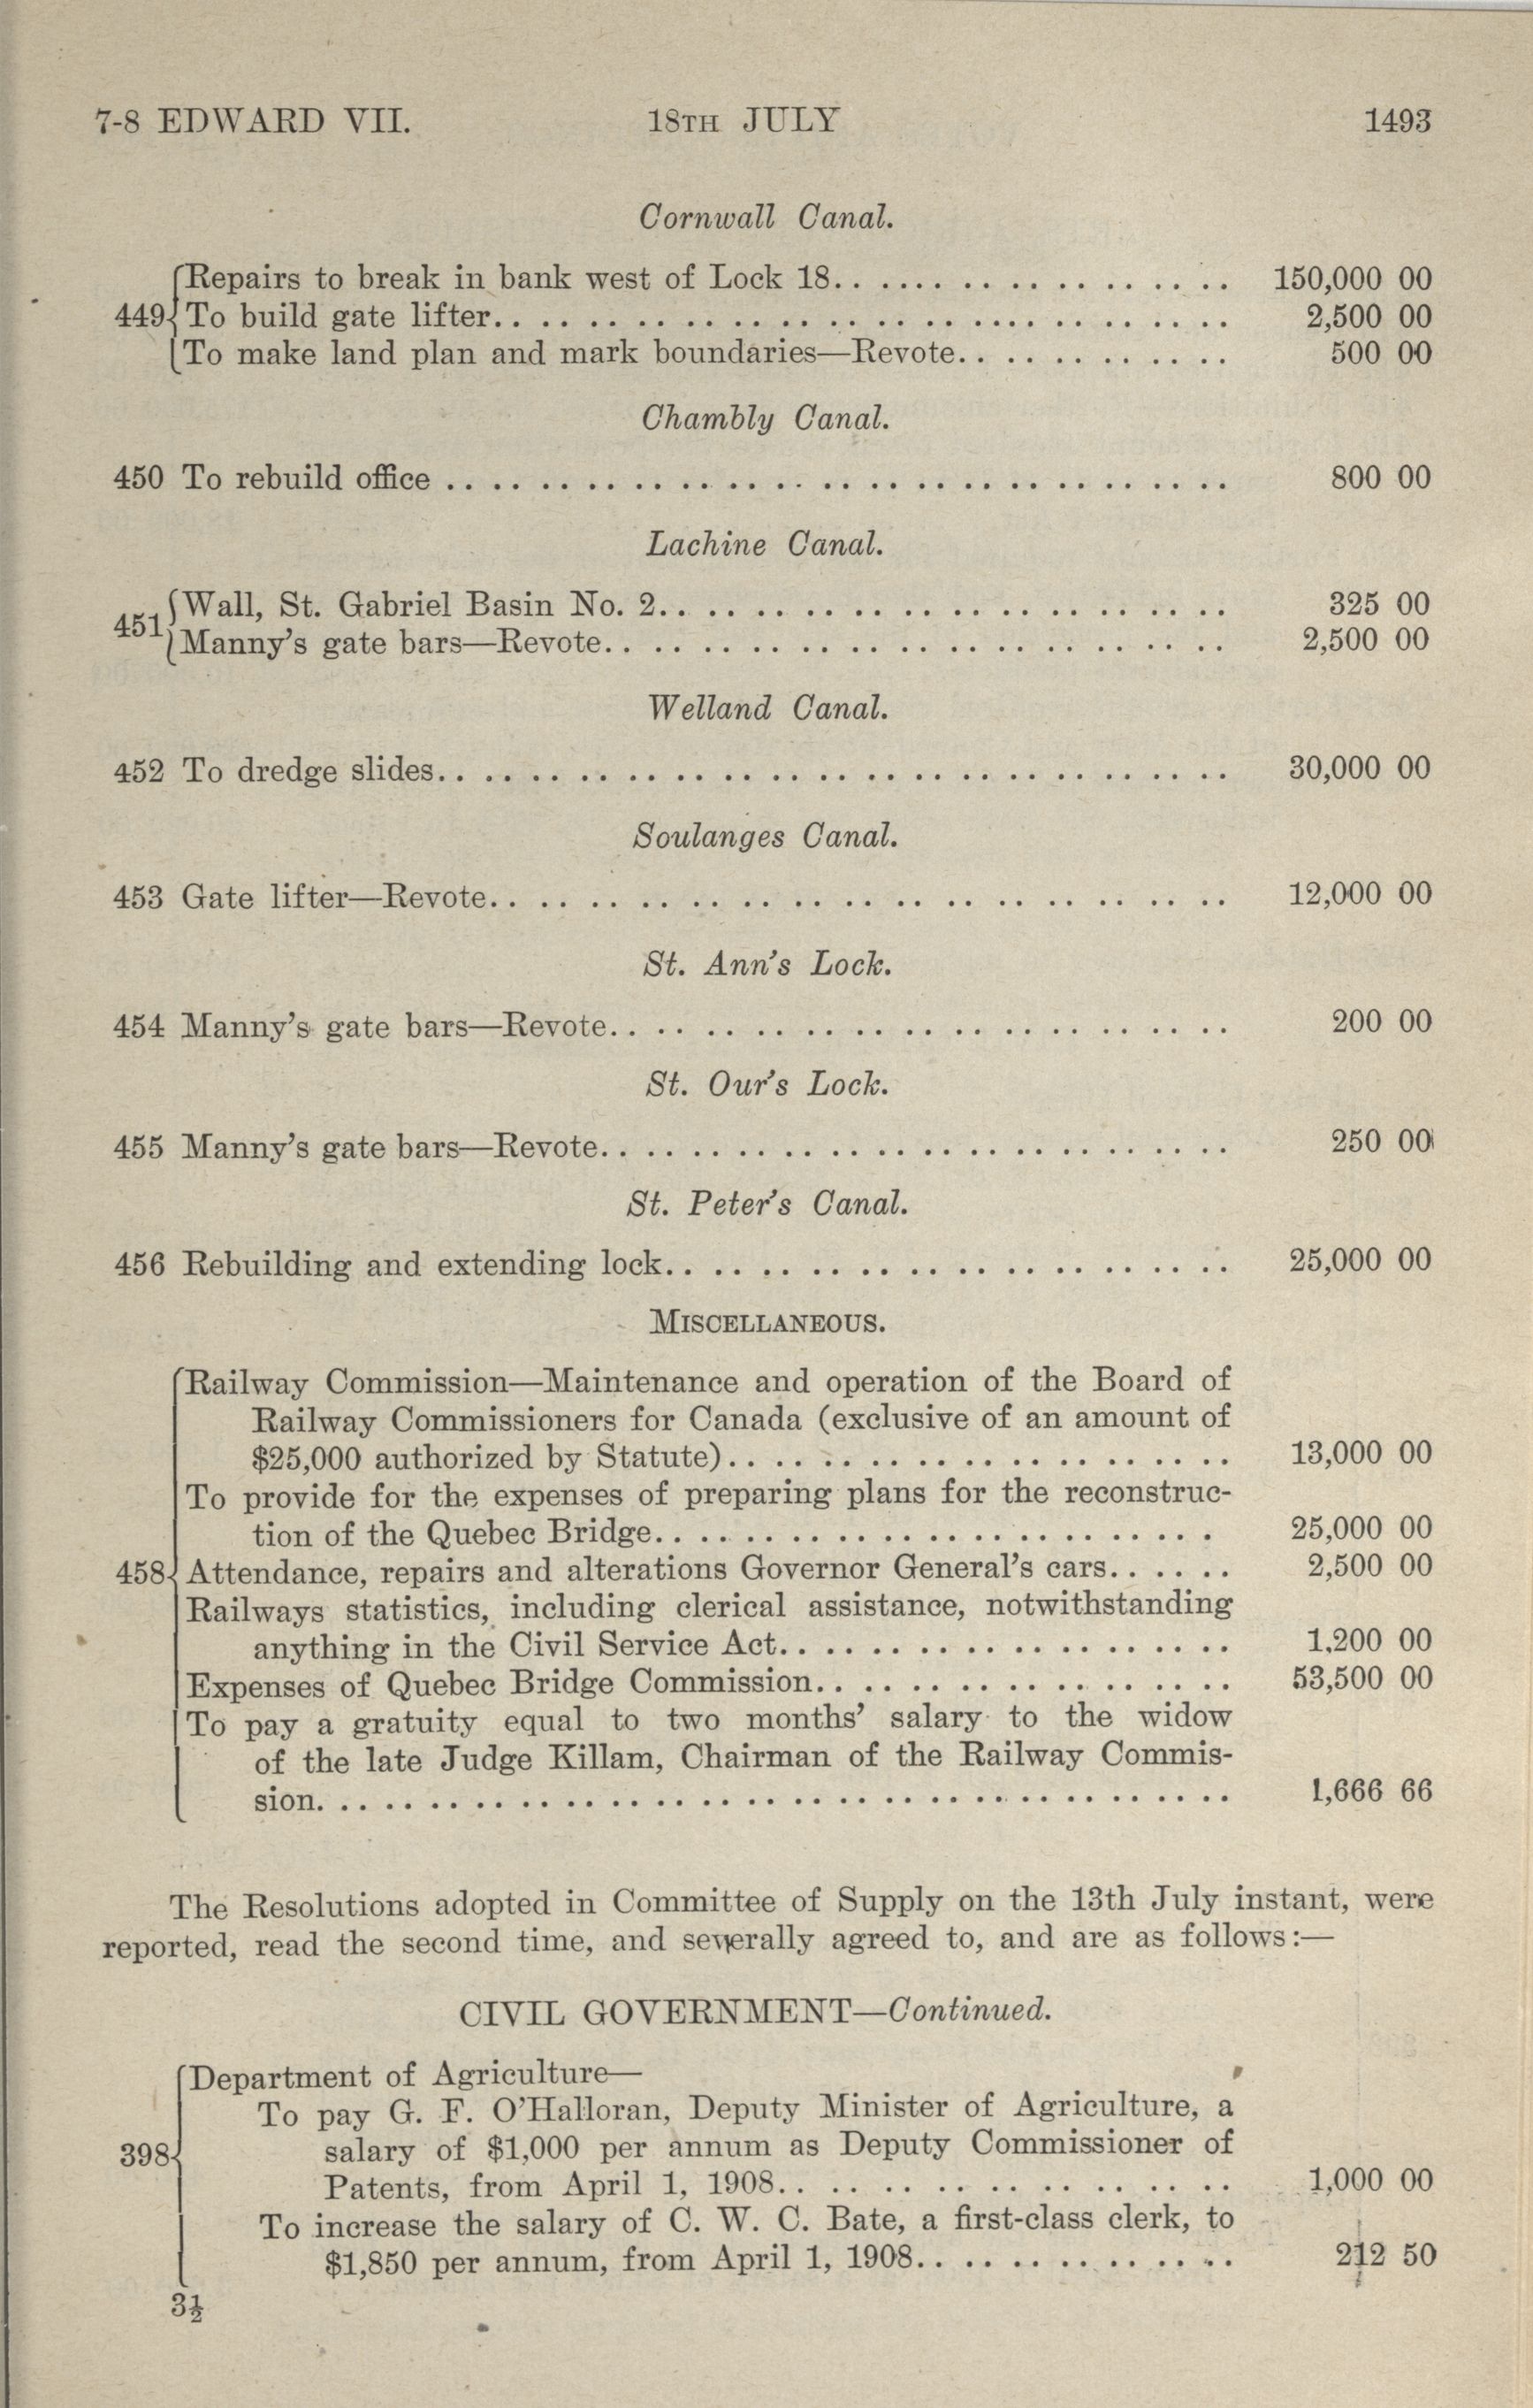 7-8 EDWARD VII. 18TH JULY 1493
Cornwall Canal.
Repairs to break in bank west of Lock 18. . . . . . . . . . . . . . . . . . 150,000 00
449 To build gate lifter. . . . . . . . . . . . . . . . . . . . . . . . . . . . . . . 2,500 00
To make land plan and mark boundaries—Revote. . . . . . . . . . . . 500 00
Chambly Canal.
450 To rebuild office . . . . . . . . . . . . . . . . . . . . . . . . . . . . . . . . . 800 00
Lachine Canal.
451 Wall, St. Gabriel Basin No. 2. . . . . . . . . . . . . . . . . . . . . . . . 325 00
Manny's gate bars—Revote. . . . . . . . . . . . . . . . . . . . . . . . . . 2,500 00
Welland Canal.
452 To dredge slides. . . . . . . . . . . . . . . . . . . . . . . . . . . . . . . . . 30,000 00
Soulanges Canal.
453 Gate lifter—Revote. . . . . . . . . . . . . . . . . . . . . . . . . . . . . . 12,000 00
St. Ann's Lock.
454 Manny's gate bars—Revote. . . . . . . . . . . . . . . . . . . . . . . . 200 00
St. Our's Lock.
455 Manny's gate bars—Revote. . . . . . . . . . . . . . . . . . . . . . . . 250 00
St. Peter's Canal.
456 Rebuilding and extending lock. . . . . . . . . . . . . . . . . . . . . . . . 25,000 00
MISCELLANEOUS.
Railway Commission—Maintenance and operation of the Board of
Railway Commissioners for Canada (exclusive of an amount of
$25,000 authorized by Statute). . . . . . . . . . . . . . . . . . . . . . 13,000 00
To provide for the expenses of preparing plans for the reconstruc-
tion of the Quebec Bridge. . . . . . . . . . . . . . . . . . . . . . . . . 25,000 00
458 Attendance, repairs and alterations Governor General's cars. . . . . . 2,500 00
Railways statistics, including clerical assistance, notwithstanding
anything in the Civil Service Act. . . . . . . . . . . . . . . . . . . . 1,200 00
Expenses of Quebec Bridge Commission. . . . . . . . . . . . . . . . . . 53,500 00
To pay a gratuity equal to two months' salary to the widow
of the late Judge Killam, Chairman of the Railway Commis-
sion. . . . . . . . . . . . . . . . . . . . . . . . . . . . . . . . . . . . . . . . 1,666 66
The Resolutions adopted in Committee of Supply on the 13th July instant, were
reported, read the second time, and severally agreed to, and are as follows:—
CIVIL GOVERNMENT—Continued.
Department of Agriculture—
To pay G. F. O'Halloran, Deputy Minister of Agriculture, a
398 salary of $1,000 per annum as Deputy Commissioner of
Patents, from April 1, 1908. . . . . . . . . . . . . . . . . . . 1,000 00
To increase the salary of C. W. C. Bate, a first-class clerk, to
$1,850 per annum, from April 1, 1908. . . . . . . . . . . . . . 212 50
3½